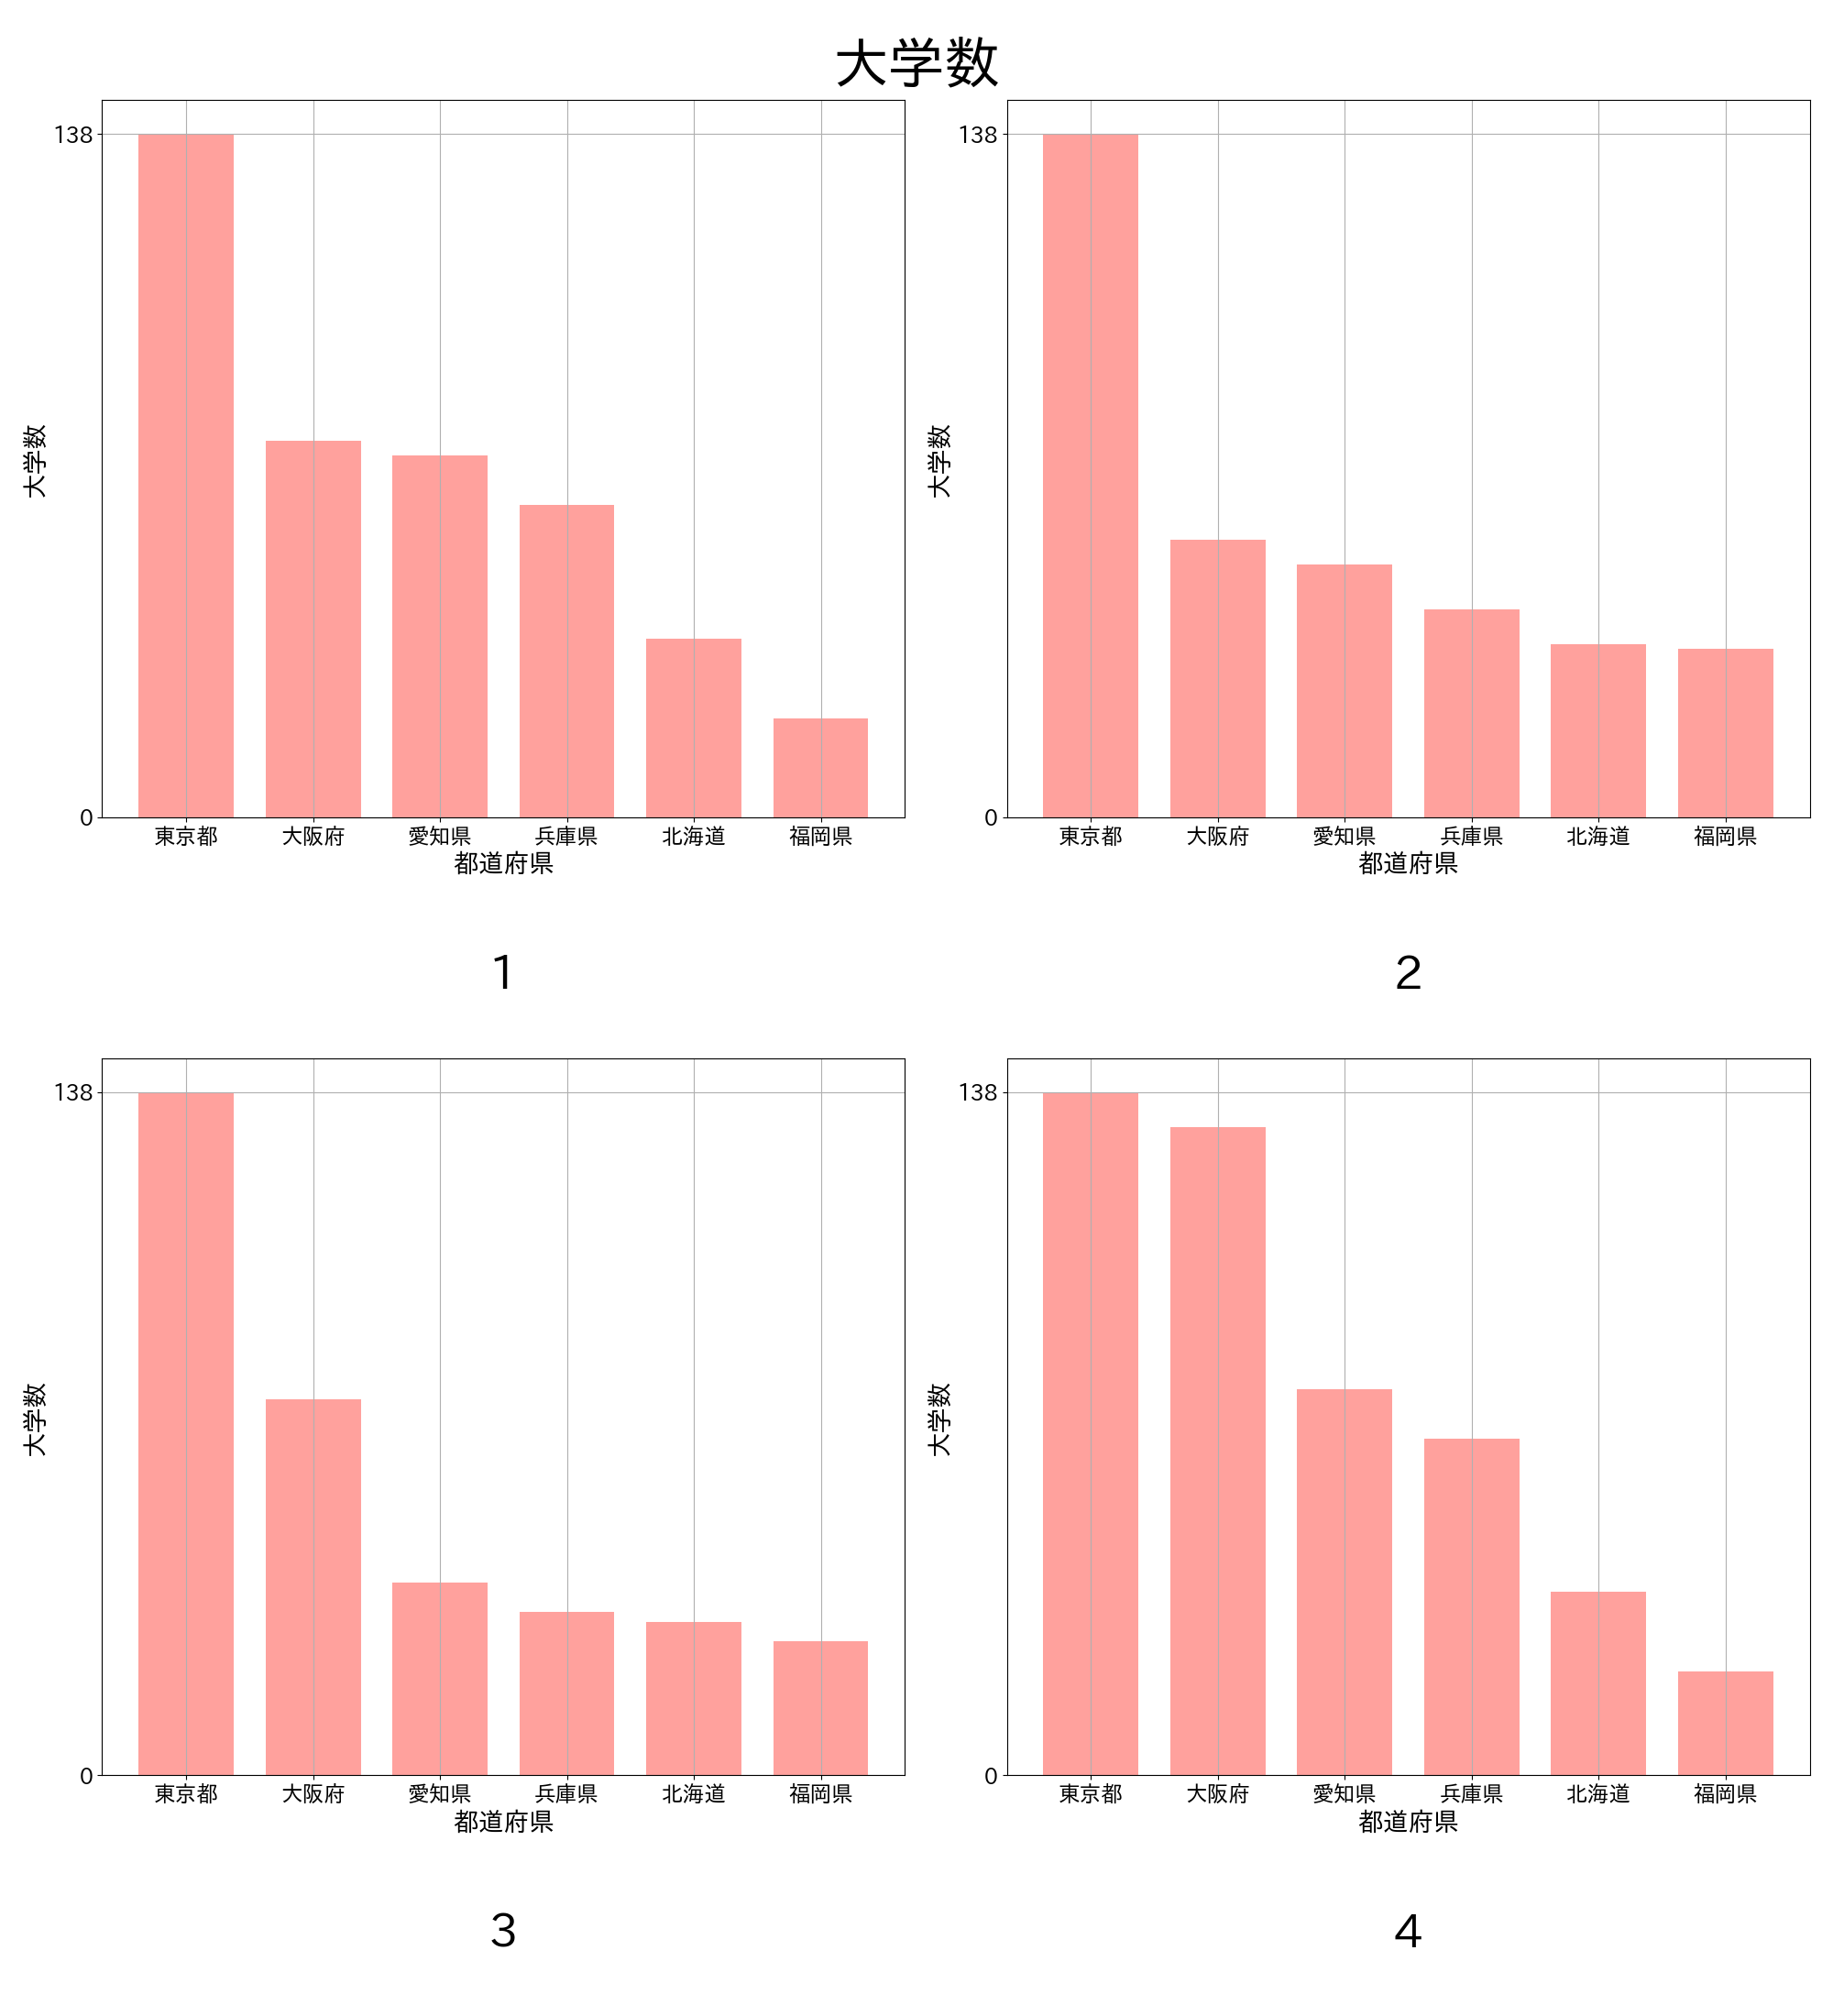 大学数
138
0
大学数
東京都 大阪府 愛知県 兵庫県 北海道 福岡県
都道府県
1
138
0
大学数
東京都 大阪府 愛知県 兵庫県 北海道 福岡県
都道府県
2
138
0
大学数
東京都 大阪府 愛知県 兵庫県 北海道 福岡県
都道府県
3
138
0
大学数
東京都 大阪府 愛知県 兵庫県 北海道 福岡県
都道府県
4